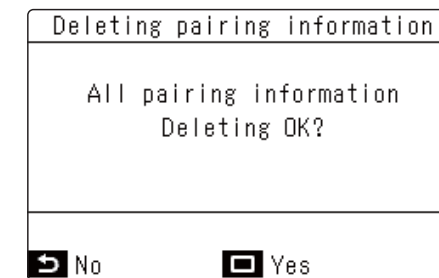 Deleting pairing information
All pairing information
Deleting OK?
No Yes